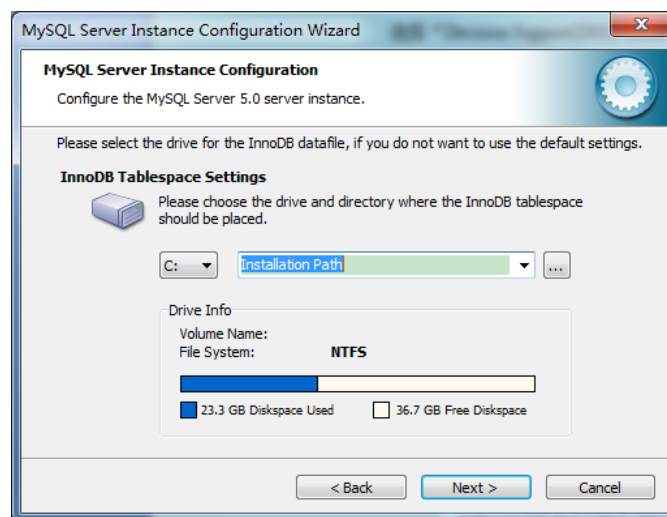 MySQL Server Instance Configuration Wizard
MySQL Server Instance Configuration
Configure the MySQL Server 5.0 server instance.
Please select the drive for the InnoDB datafile, if you do not want to use the default settings.
InnoDB Tablespace Settings
Please choose the drive and directory where the InnoDB tablespace
should be placed.
C:
Installation Path
...
Drive Info
Volume Name:
File System: NTFS
23.3 GB Diskspace Used
36.7 GB Free Diskspace
< Back
Next >
Cancel